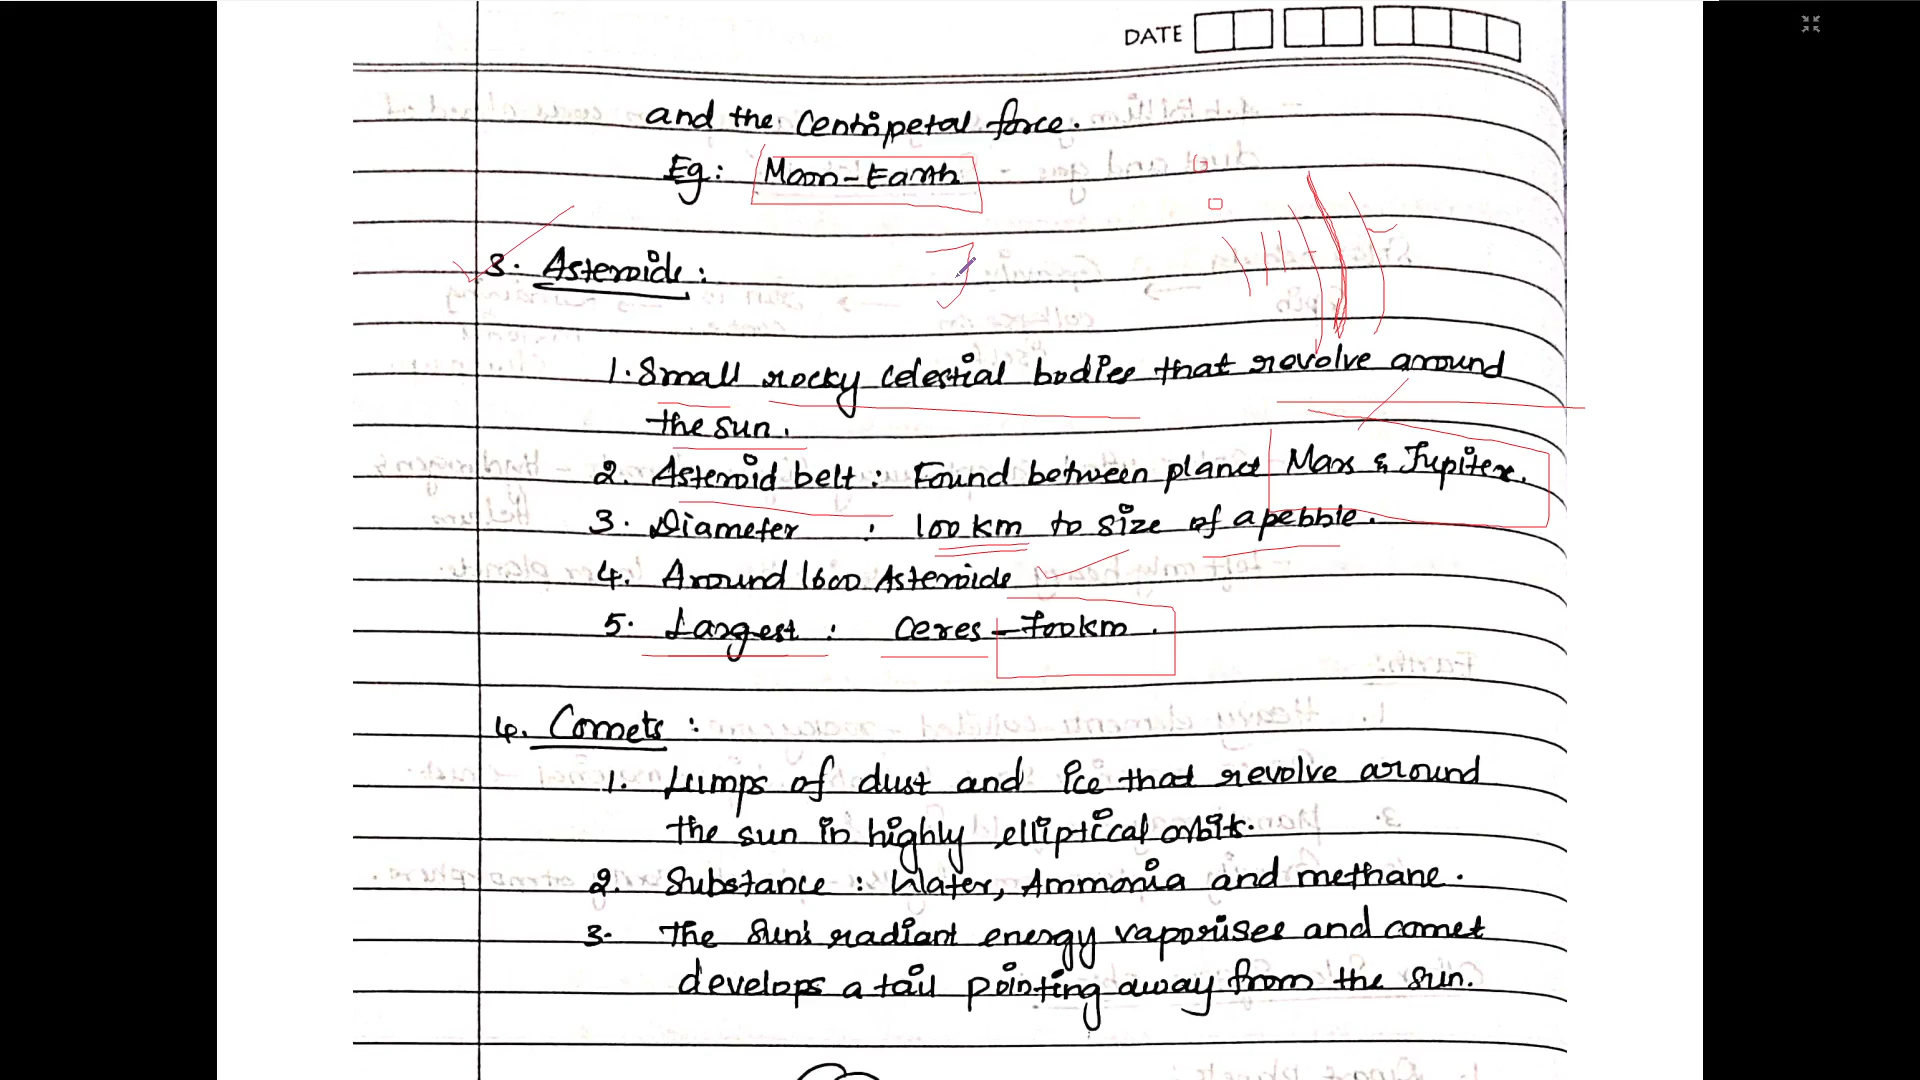 DATE
and the Centripetal force.
Eg: Moon-Earth
3. Asteroids:
1. Small rocky celestial bodies that revolve around
the sun.
2. Asteroid belt: Found between planet Mars & Jupiter.
3. Diameter : 100 km to size of a pebble.
4. Around 1600 Asteroids
5. Largest : Ceres - 700km.
4. Comets:
1. Lumps of dust and Ice that revolve around
the sun in highly elliptical orbits.
2. Substance : Water, Ammonia and methane.
3. The Sun's radiant energy vaporises and comet
develops a tail pointing away from the sun.